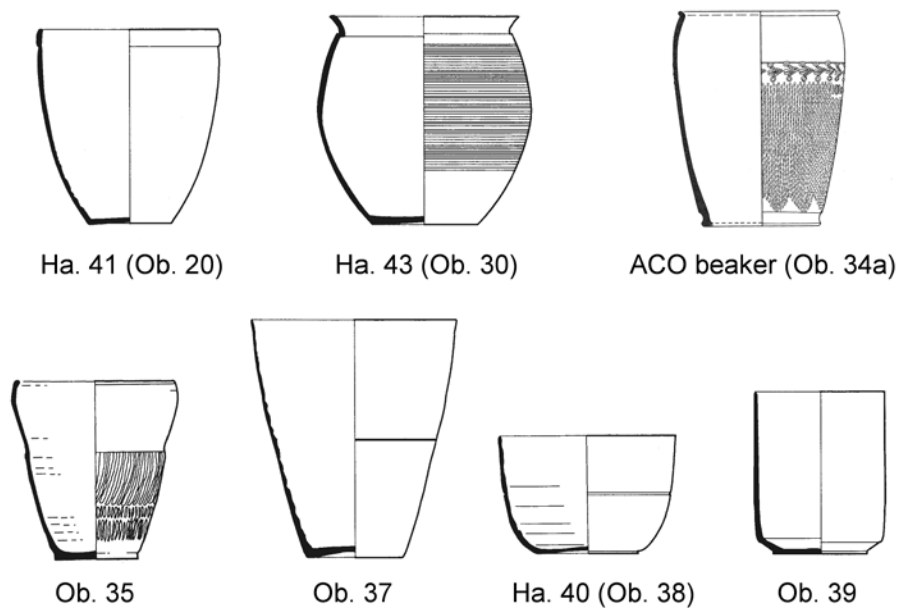 Ha. 41 (Ob. 20)
Ha. 43 (Ob. 30)
ACO beaker (Ob. 34a)
Ob. 35
Ob. 37
Ha. 40 (Ob. 38)
Ob. 39